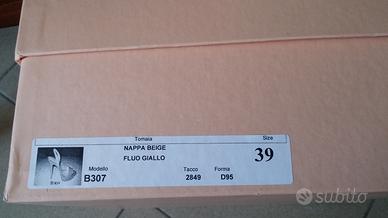 Tomaia
Size
NAPPA BEIGE
FLUO GIALLO
39
Modello
Tacco
Forma
B307
2849
D95
subito